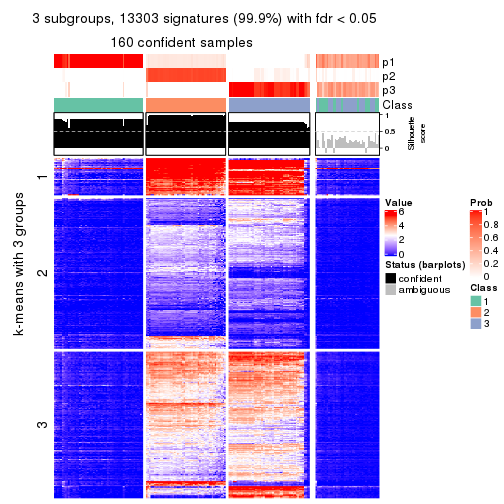 3 subgroups, 13303 signatures (99.9%) with fdr < 0.05
160 confident samples
p1
p2
p3
Class
1
0.5
0
Silhouette
score
k-means with 3 groups
1
2
3
Value
6
4
2
0
Status (barplots)
confident
ambiguous
Prob
1
0.8
0.6
0.4
0.2
0
Class
1
2
3